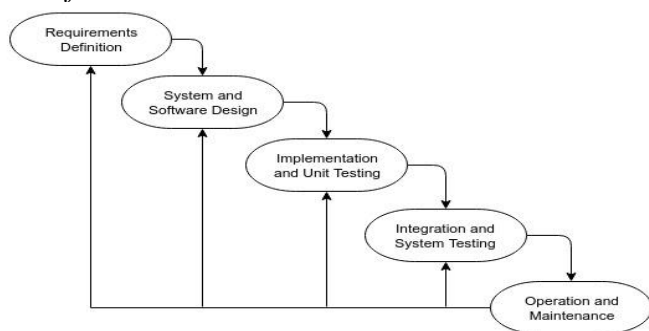 Requirements
Definition
System and
Software Design
Implementation
and Unit Testing
Integration and
System Testing
Operation and
Maintenance